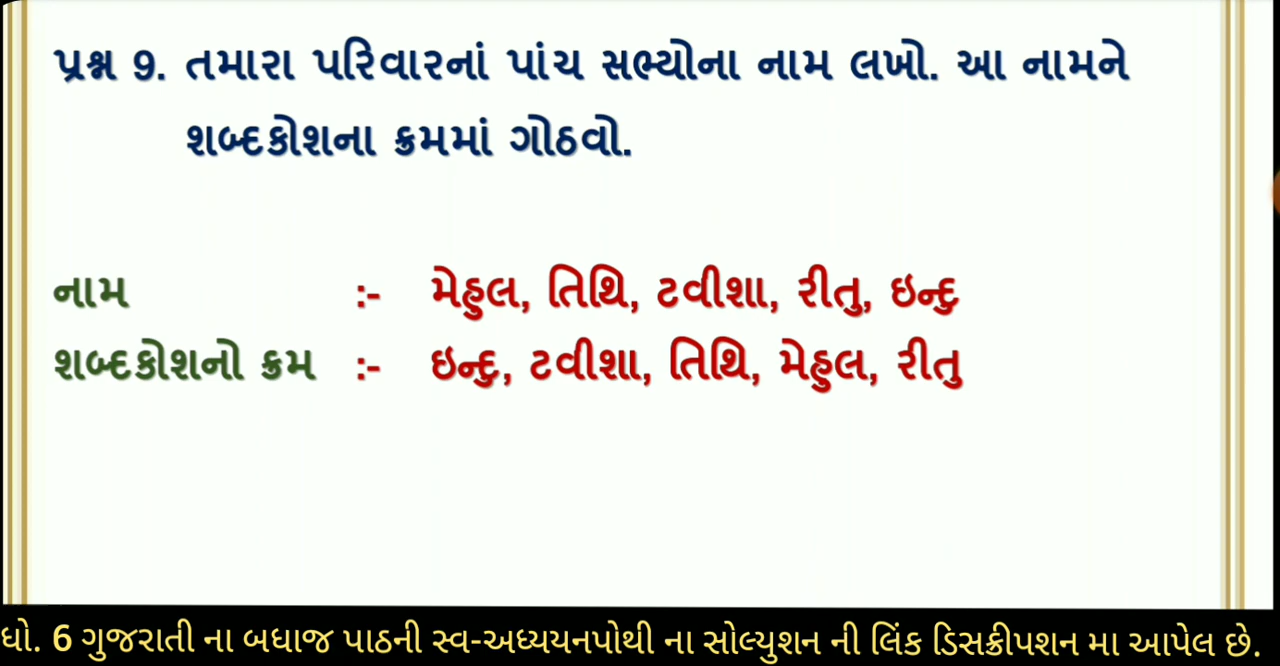 પ્રશ્ન 9. તમારા પરિવારનાં પાંચ સભ્યોના નામ લખો. આ નામને
શબ્દકોશના ક્રમમાં ગોઠવો.
નામ :- મેહુલ, તિથિ, ટવીશા, રીતુ, ઇન્દુ
શબ્દકોશનો ક્રમ :- ઇન્દુ, ટવીશા, તિથિ, મેહુલ, રીતુ
ધો. 6 ગુજરાતી ના બધાજ પાઠની સ્વ-અધ્યયનપોથી ના સોલ્યુશન ની લિંક ડિસક્રીપશન મા આપેલ છે.